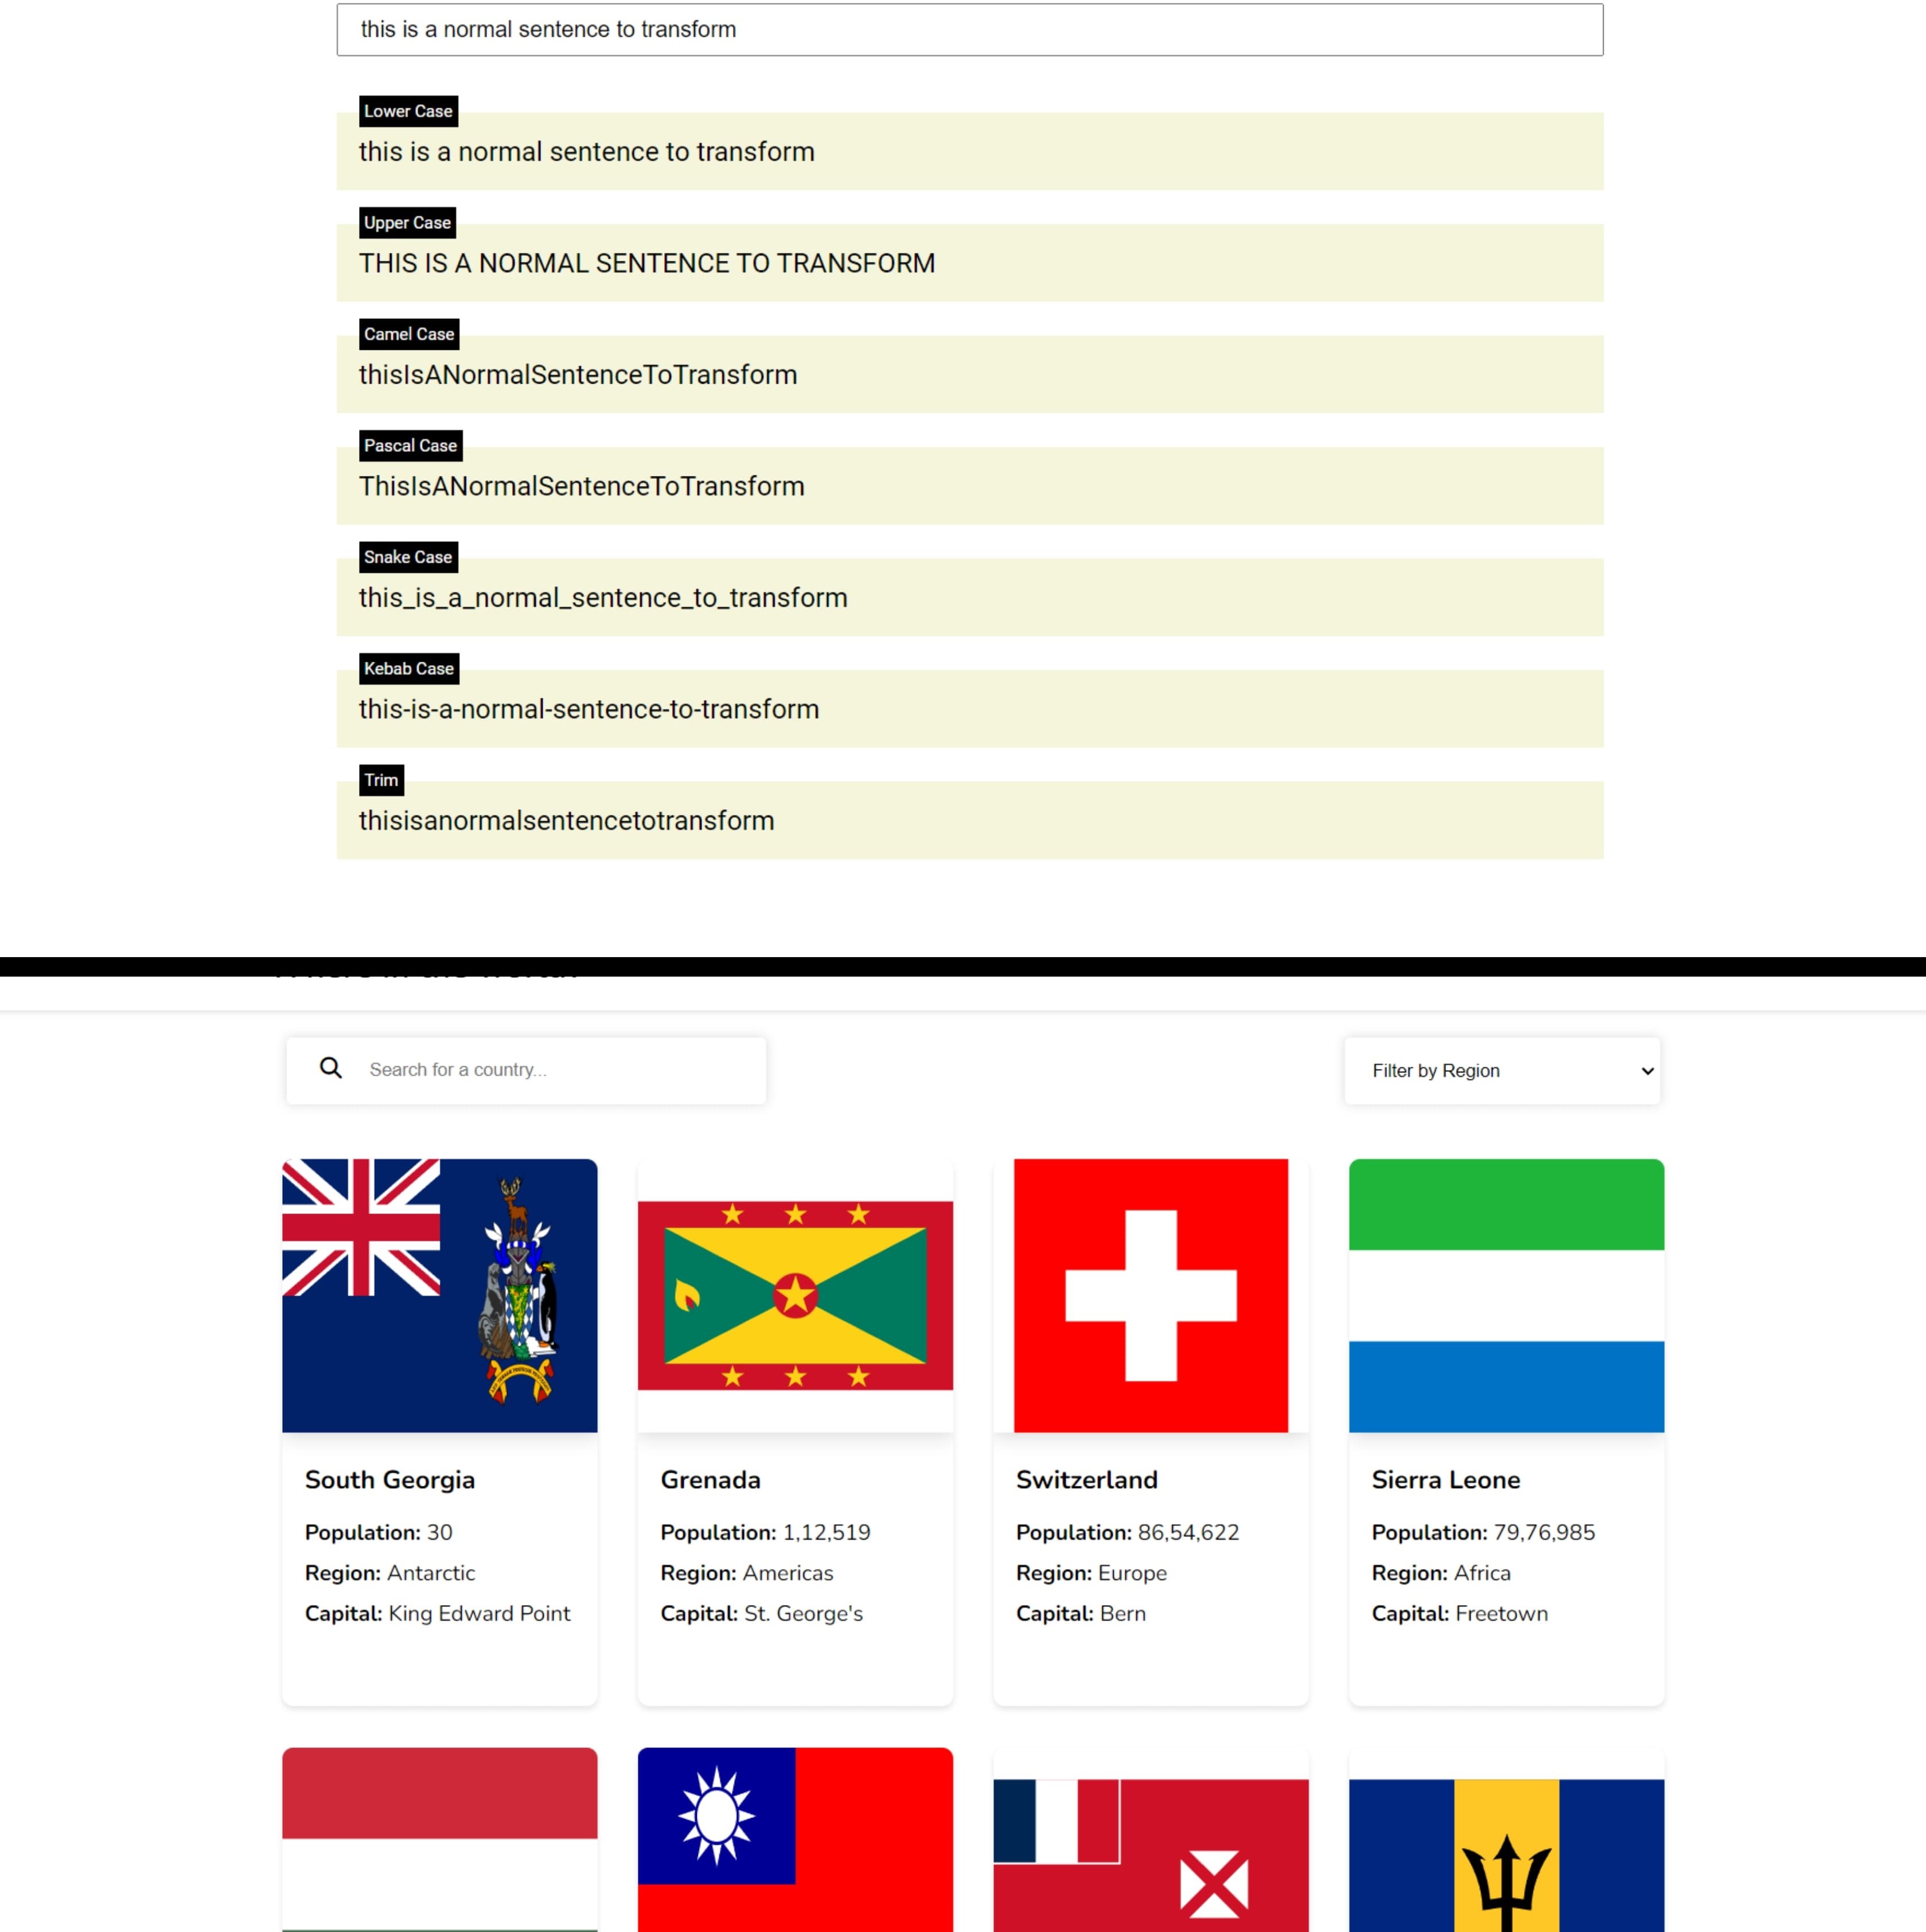 this is a normal sentence to transform
Lower Case
this is a normal sentence to transform
Upper Case
THIS IS A NORMAL SENTENCE TO TRANSFORM
Camel Case
thisIsANormalSentenceToTransform
Pascal Case
ThisIsANormalSentenceToTransform
Snake Case
this_is_a_normal_sentence_to_transform
Kebab Case
this-is-a-normal-sentence-to-transform
Trim
thisisanormalsentencetotransform
Search for a country...
Filter by Region
South Georgia
Population: 30
Region: Antarctic
Capital: King Edward Point
Grenada
Population: 1,12,519
Region: Americas
Capital: St. George's
Switzerland
Population: 86,54,622
Region: Europe
Capital: Bern
Sierra Leone
Population: 79,76,985
Region: Africa
Capital: Freetown